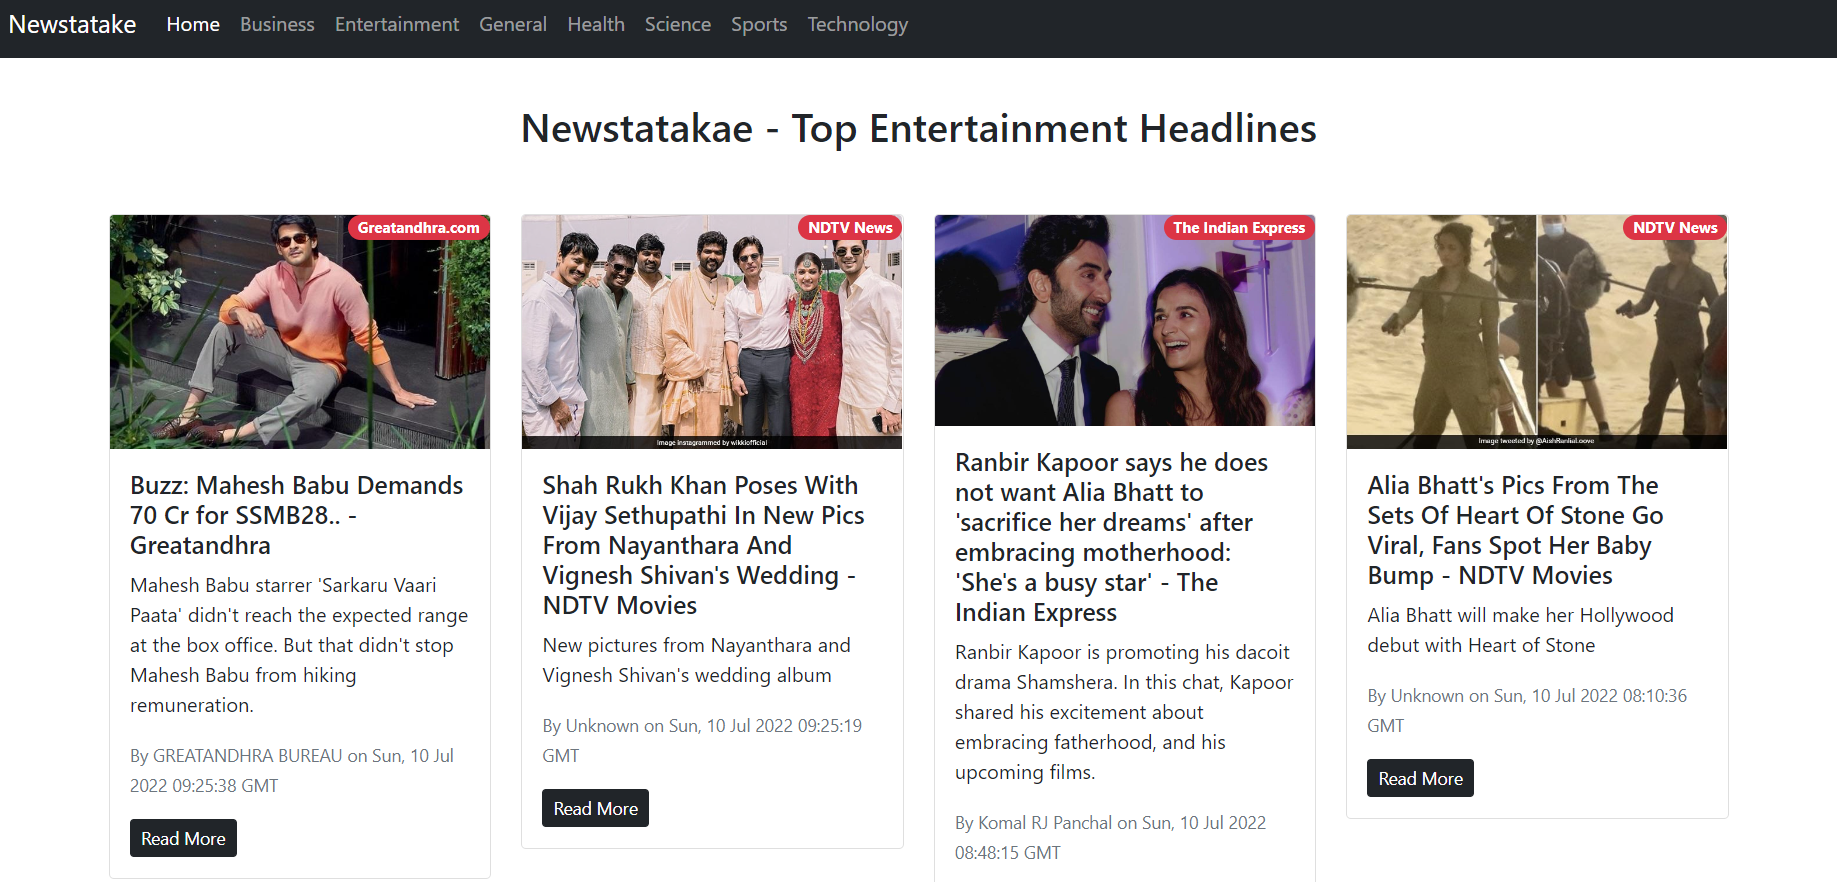 Newstatake Home Business Entertainment General Health Science Sports Technology
Newstatakae - Top Entertainment Headlines
Greatandhra.com
Buzz: Mahesh Babu Demands
70 Cr for SSMB28.. -
Greatandhra
Mahesh Babu starrer 'Sarkaru Vaari
Paata' didn't reach the expected range
at the box office. But that didn't stop
Mahesh Babu from hiking
remuneration.
By GREATANDHRA BUREAU on Sun, 10 Jul
2022 09:25:38 GMT
Read More
NDTV News
Image instagrammed by wikkiofficial
Shah Rukh Khan Poses With
Vijay Sethupathi In New Pics
From Nayanthara And
Vignesh Shivan's Wedding -
NDTV Movies
New pictures from Nayanthara and
Vignesh Shivan's wedding album
By Unknown on Sun, 10 Jul 2022 09:25:19
GMT
Read More
The Indian Express
Ranbir Kapoor says he does
not want Alia Bhatt to
'sacrifice her dreams' after
embracing motherhood:
'She's a busy star' - The
Indian Express
Ranbir Kapoor is promoting his dacoit
drama Shamshera. In this chat, Kapoor
shared his excitement about
embracing fatherhood, and his
upcoming films.
By Komal RJ Panchal on Sun, 10 Jul 2022
08:48:15 GMT
NDTV News
Image tweeted by
Alia Bhatt's Pics From The
Sets Of Heart Of Stone Go
Viral, Fans Spot Her Baby
Bump - NDTV Movies
Alia Bhatt will make her Hollywood
debut with Heart of Stone
By Unknown on Sun, 10 Jul 2022 08:10:36
GMT
Read More